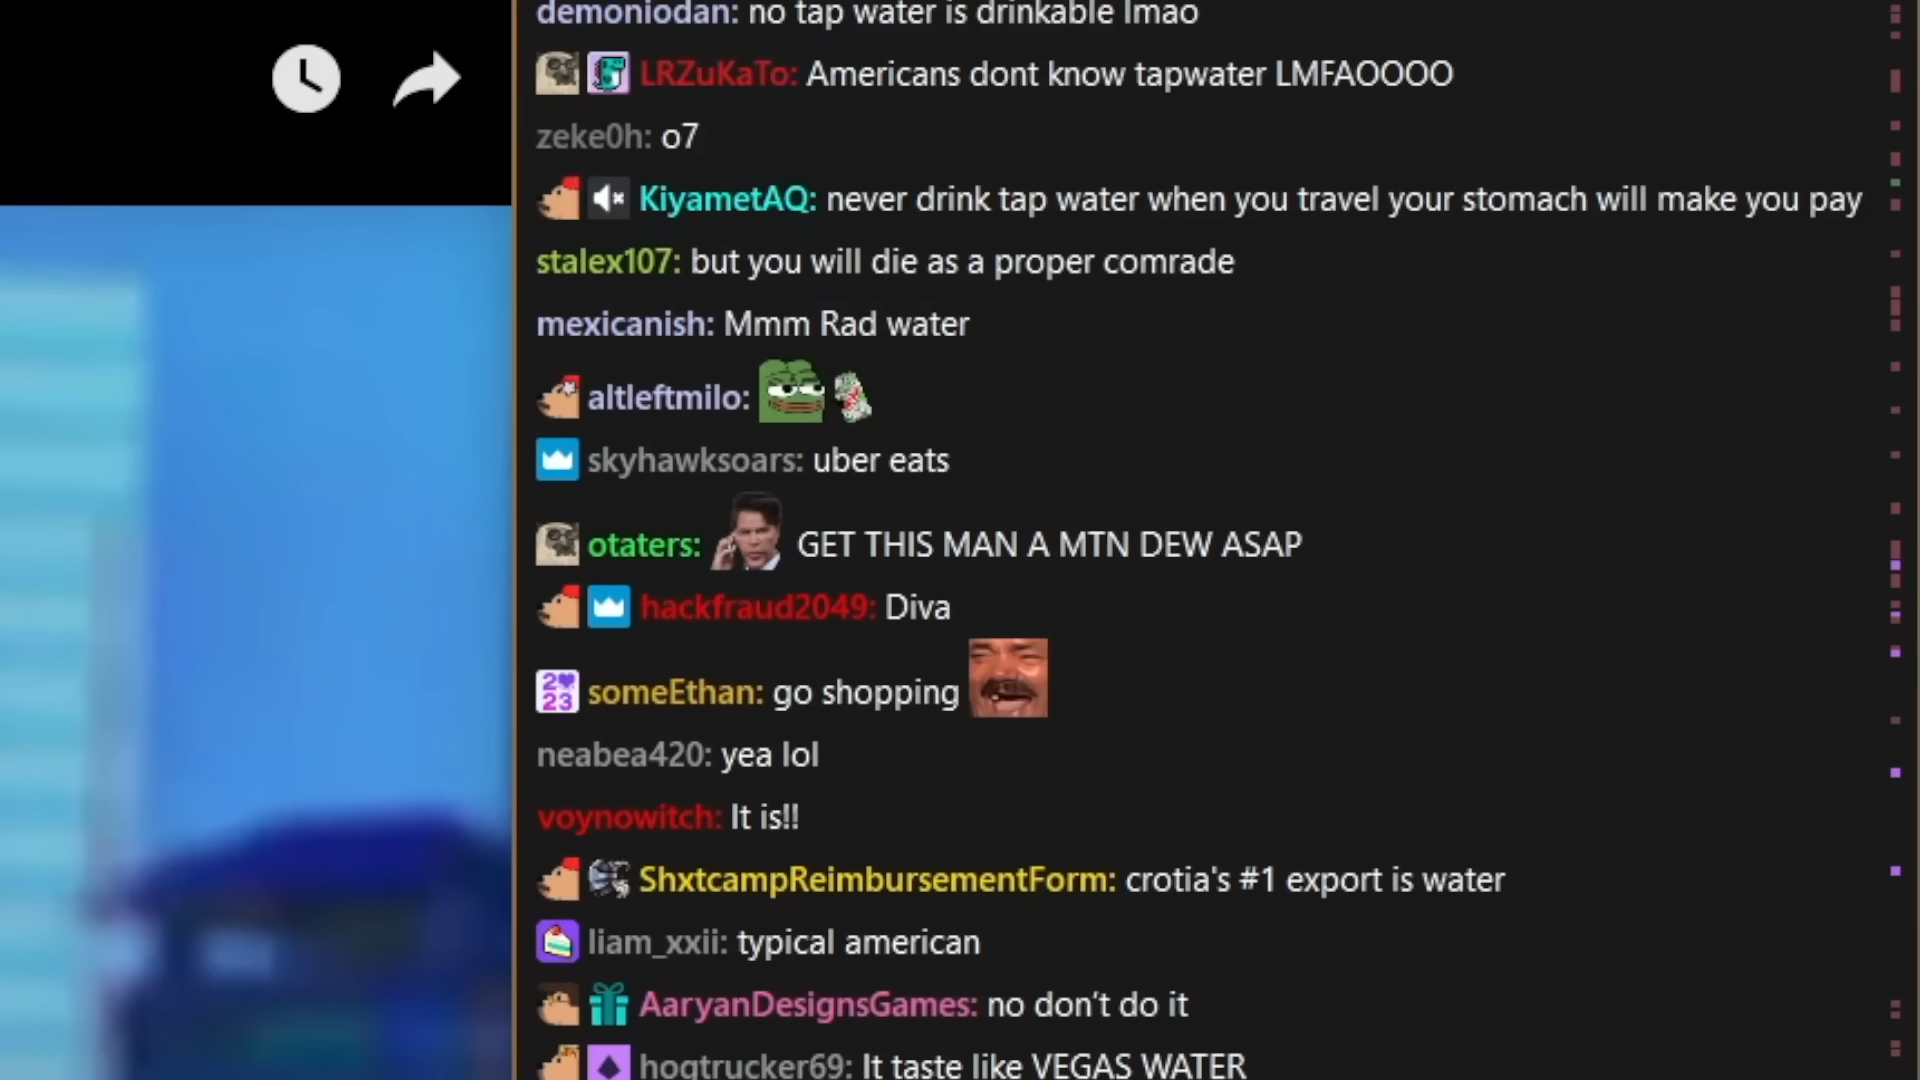 demoniodan: no tap water is drinkable lmao
LRZuKaTo: Americans dont know tapwater LMFAOOOO
zeke0h: o7
KiyametAQ: never drink tap water when you travel your stomach will make you pay
stalex107: but you will die as a proper comrade
mexicanish: Mmm Rad water
altleftmilo:
skyhawksoars: uber eats
otaters: GET THIS MAN A MTN DEW ASAP
hackfraud2049: Diva
2023 someEthan: go shopping
neabea420: yea lol
voynowitch: It is!!
ShxtcampReimbursementForm: crotia's #1 export is water
liam_xxii: typical american
AaryanDesignsGames: no don't do it
hogtrucker69: It taste like VEGAS WATER